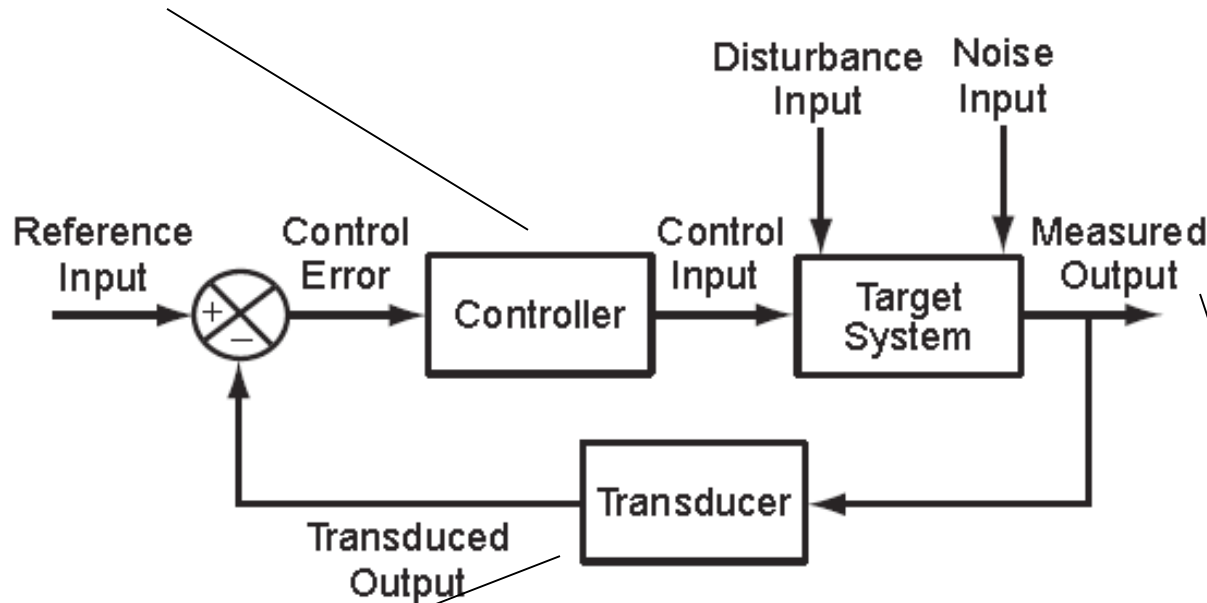 Disturbance
Input
Noise
Input
Reference
Input
Control
Error
Control
Input
Measured
Output
+
−
Controller
Target
System
Transducer
Transduced
Output